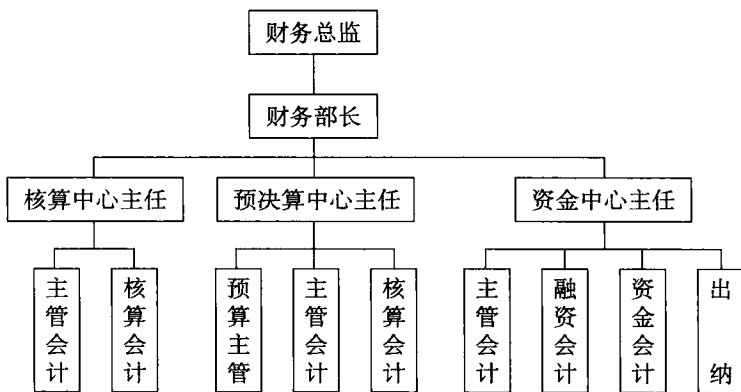 财务总监
财务部长
核算中心主任
预决算中心主任
资金中心主任
主管会计
核算会计
预算主管
主管会计
核算会计
主管会计
融资会计
资金会计
出纳